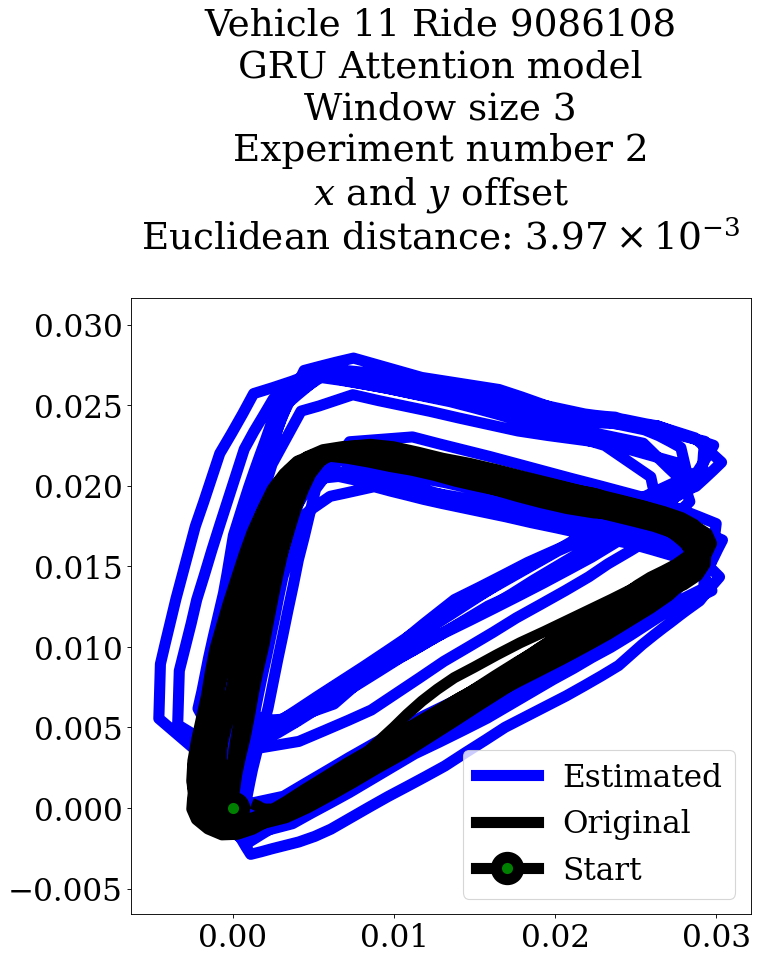 Vehicle 11 Ride 9086108
GRU Attention model
Window size 3
Experiment number 2
x and y offset
Euclidean distance: 3.97 × 10⁻³
0.030
0.025
0.020
0.015
0.010
0.005
0.000
−0.005
Estimated
Original
Start
0.00 0.01 0.02 0.03